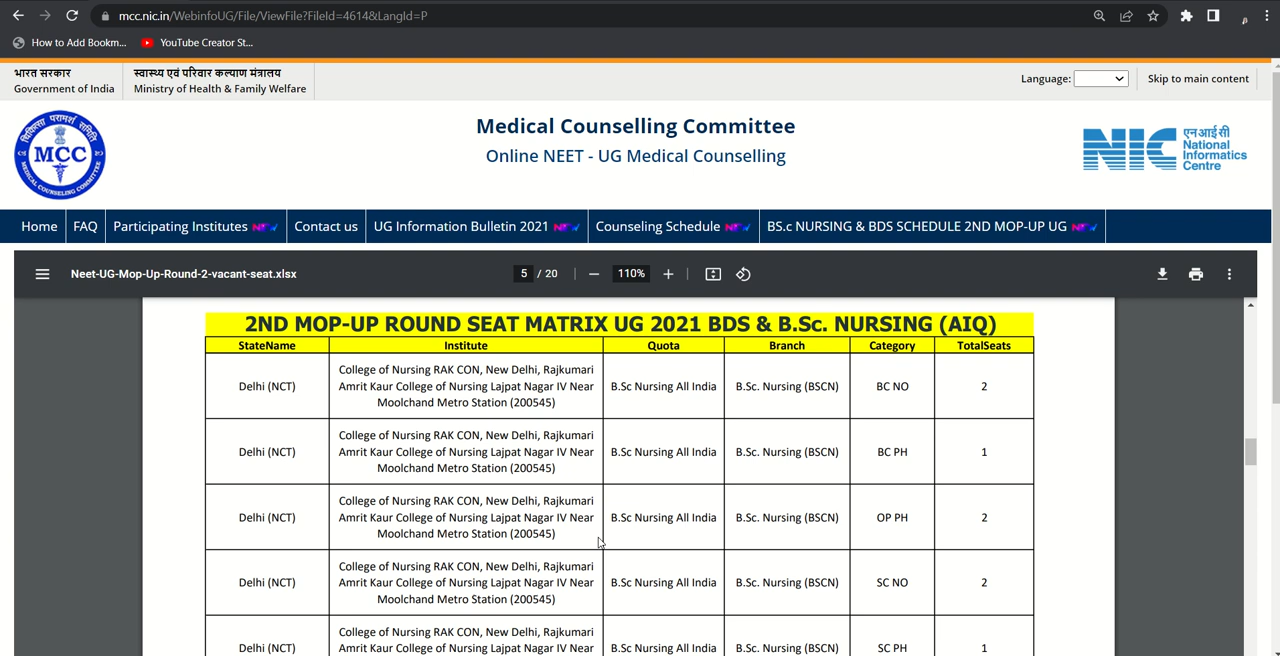 mcc.nic.in/WebinfoUG/File/ViewFile?FileId=4614&LangId=P
How to Add Bookm...
YouTube Creator St...
भारत सरकार
Government of India
स्वास्थ्य एवं परिवार कल्याण मंत्रालय
Ministry of Health & Family Welfare
Language:
Skip to main content
चिकित्सा परामर्श समिति
MCC
MEDICAL COUNSELLING COMMITTEE
Medical Counselling Committee
Online NEET - UG Medical Counselling
NIC
एन आई सी
National
Informatics
Centre
Home
FAQ
Participating Institutes NEW
Contact us
UG Information Bulletin 2021 NEW
Counseling Schedule NEW
BS.c NURSING & BDS SCHEDULE 2ND MOP-UP UG NEW
Neet-UG-Mop-Up-Round-2-vacant-seat.xlsx
5 / 20
110%
2ND MOP-UP ROUND SEAT MATRIX UG 2021 BDS & B.Sc. NURSING (AIQ)
StateName Institute Quota Branch Category TotalSeats
College of Nursing RAK CON, New Delhi, Rajkumari
Delhi (NCT) Amrit Kaur College of Nursing Lajpat Nagar IV Near B.Sc Nursing All India B.Sc. Nursing (BSCN) BC NO 2
Moolchand Metro Station (200545)
College of Nursing RAK CON, New Delhi, Rajkumari
Delhi (NCT) Amrit Kaur College of Nursing Lajpat Nagar IV Near B.Sc Nursing All India B.Sc. Nursing (BSCN) BC PH 1
Moolchand Metro Station (200545)
College of Nursing RAK CON, New Delhi, Rajkumari
Delhi (NCT) Amrit Kaur College of Nursing Lajpat Nagar IV Near B.Sc Nursing All India B.Sc. Nursing (BSCN) OP PH 2
Moolchand Metro Station (200545)
College of Nursing RAK CON, New Delhi, Rajkumari
Delhi (NCT) Amrit Kaur College of Nursing Lajpat Nagar IV Near B.Sc Nursing All India B.Sc. Nursing (BSCN) SC NO 2
Moolchand Metro Station (200545)
College of Nursing RAK CON, New Delhi, Rajkumari
Delhi (NCT) Amrit Kaur College of Nursing Lajpat Nagar IV Near B.Sc Nursing All India B.Sc. Nursing (BSCN) SC PH 1